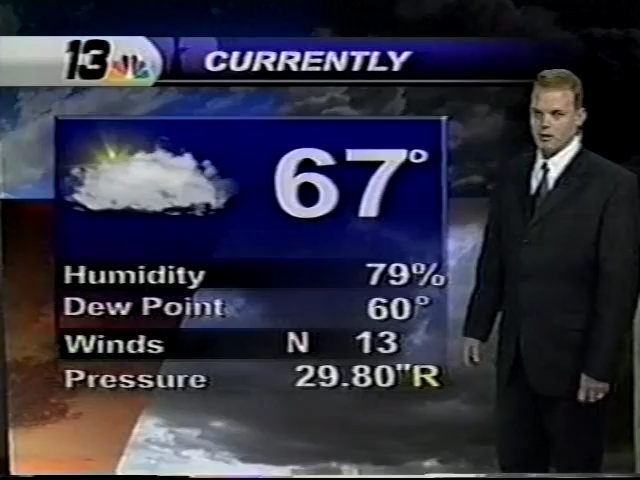 13 CURRENTLY
67°
Humidity 79%
Dew Point 60°
Winds N 13
Pressure 29.80"R